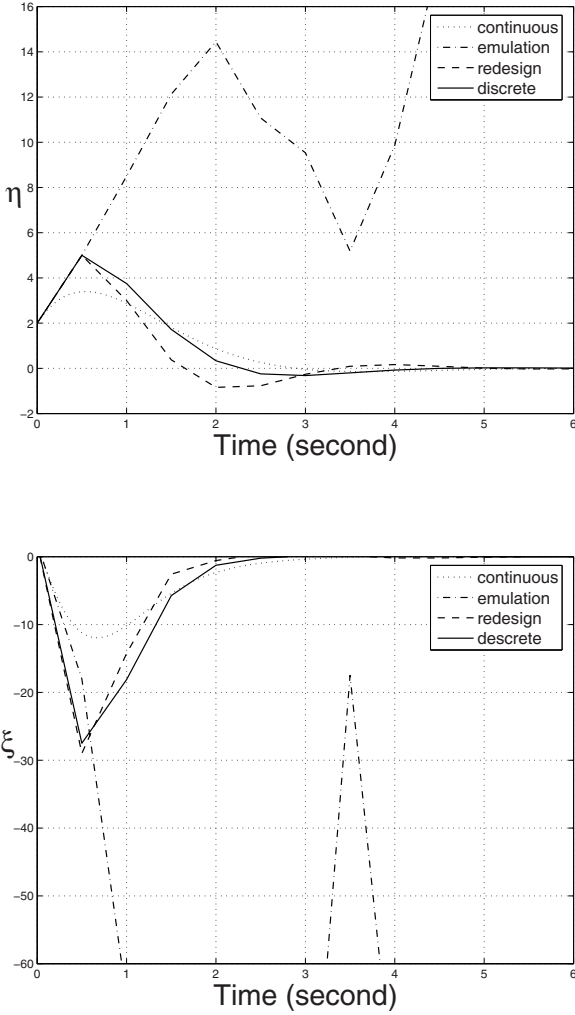 16
14
12
10
8
6
4
2
0
−2
η
continuous
emulation
redesign
discrete
0 1 2 3 4 5 6
Time (second)
0
−10
−20
−30
−40
−50
−60
ξ
continuous
emulation
redesign
descrete
0 1 2 3 4 5 6
Time (second)